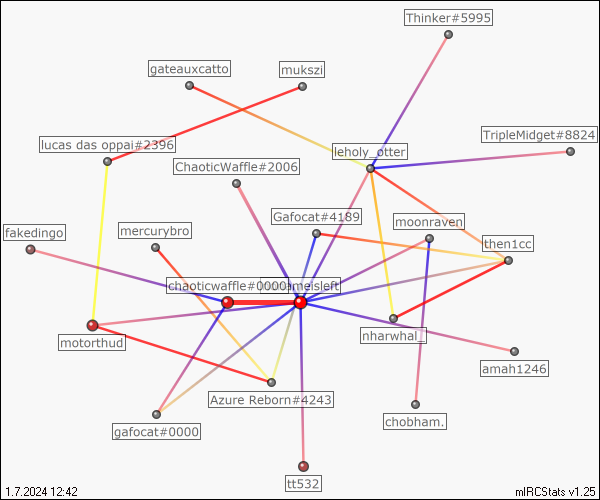 Thinker#5995
gateauxcatto
mukszi
TripleMidget#8824
lucas das oppai#2396
leholy_otter
ChaoticWaffle#2006
Gafocat#4189
moonraven
fakedingo
mercurybro
then1cc
chaoticwaffle#0000
meisleft
motorthud
nharwhal_
amah1246
Azure Reborn#4243
chobham.
gafocat#0000
tt532
1.7.2024 12:42
mIRCStats v1.25